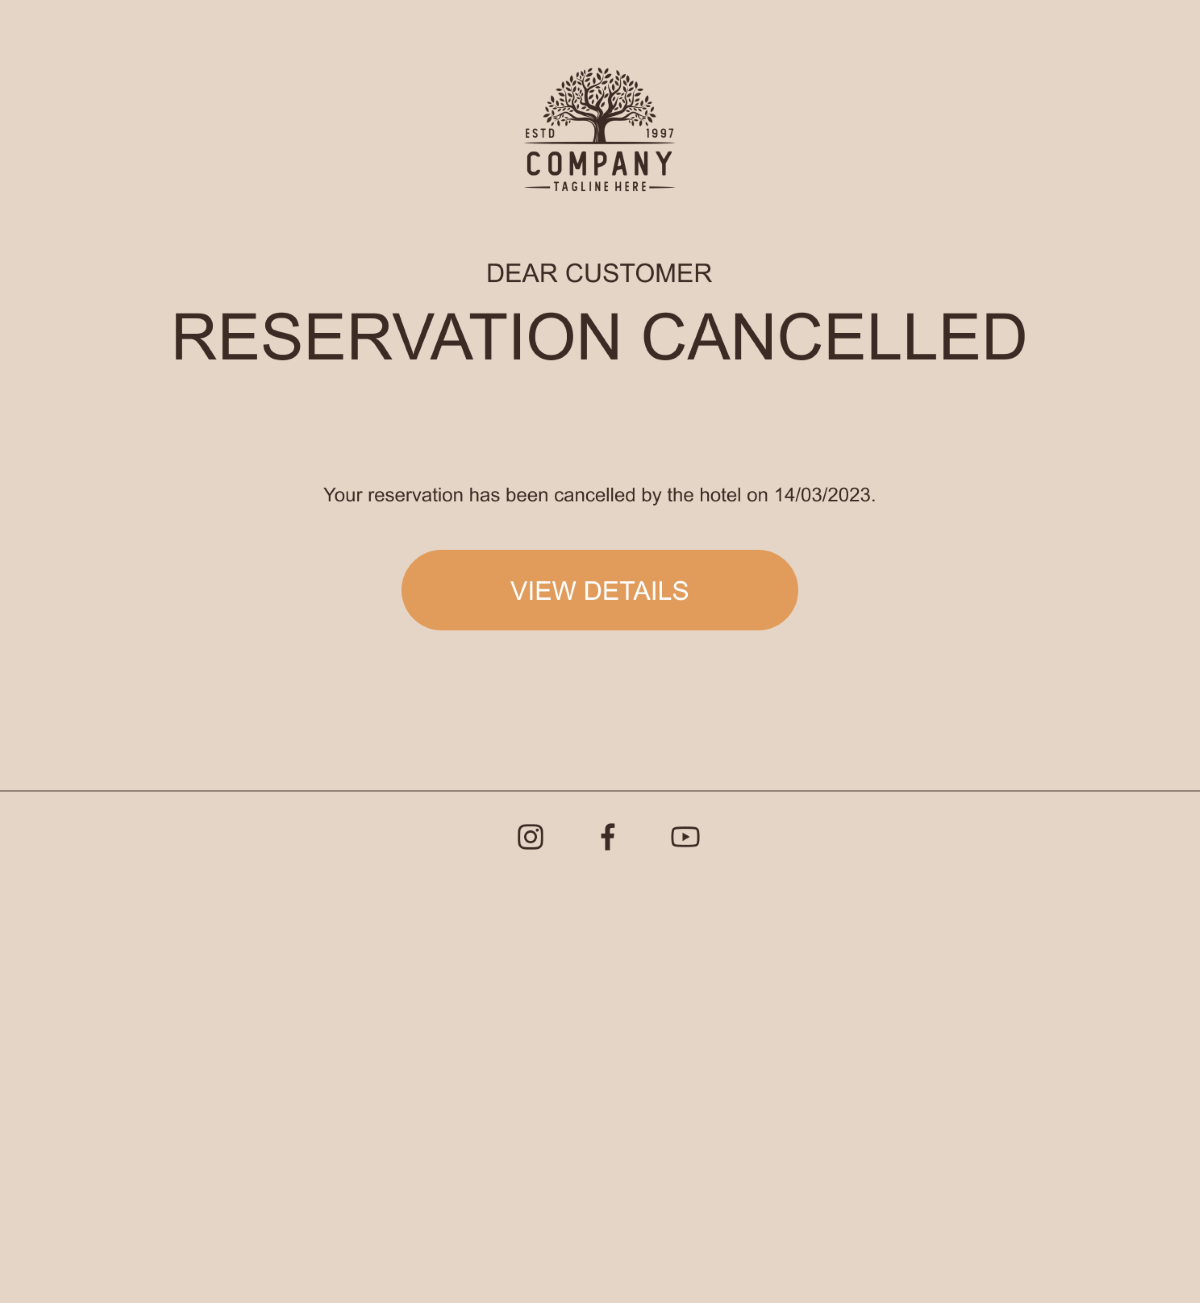 ESTD 1997
COMPANY
TAGLINE HERE
DEAR CUSTOMER
RESERVATION CANCELLED
Your reservation has been cancelled by the hotel on 14/03/2023.
VIEW DETAILS